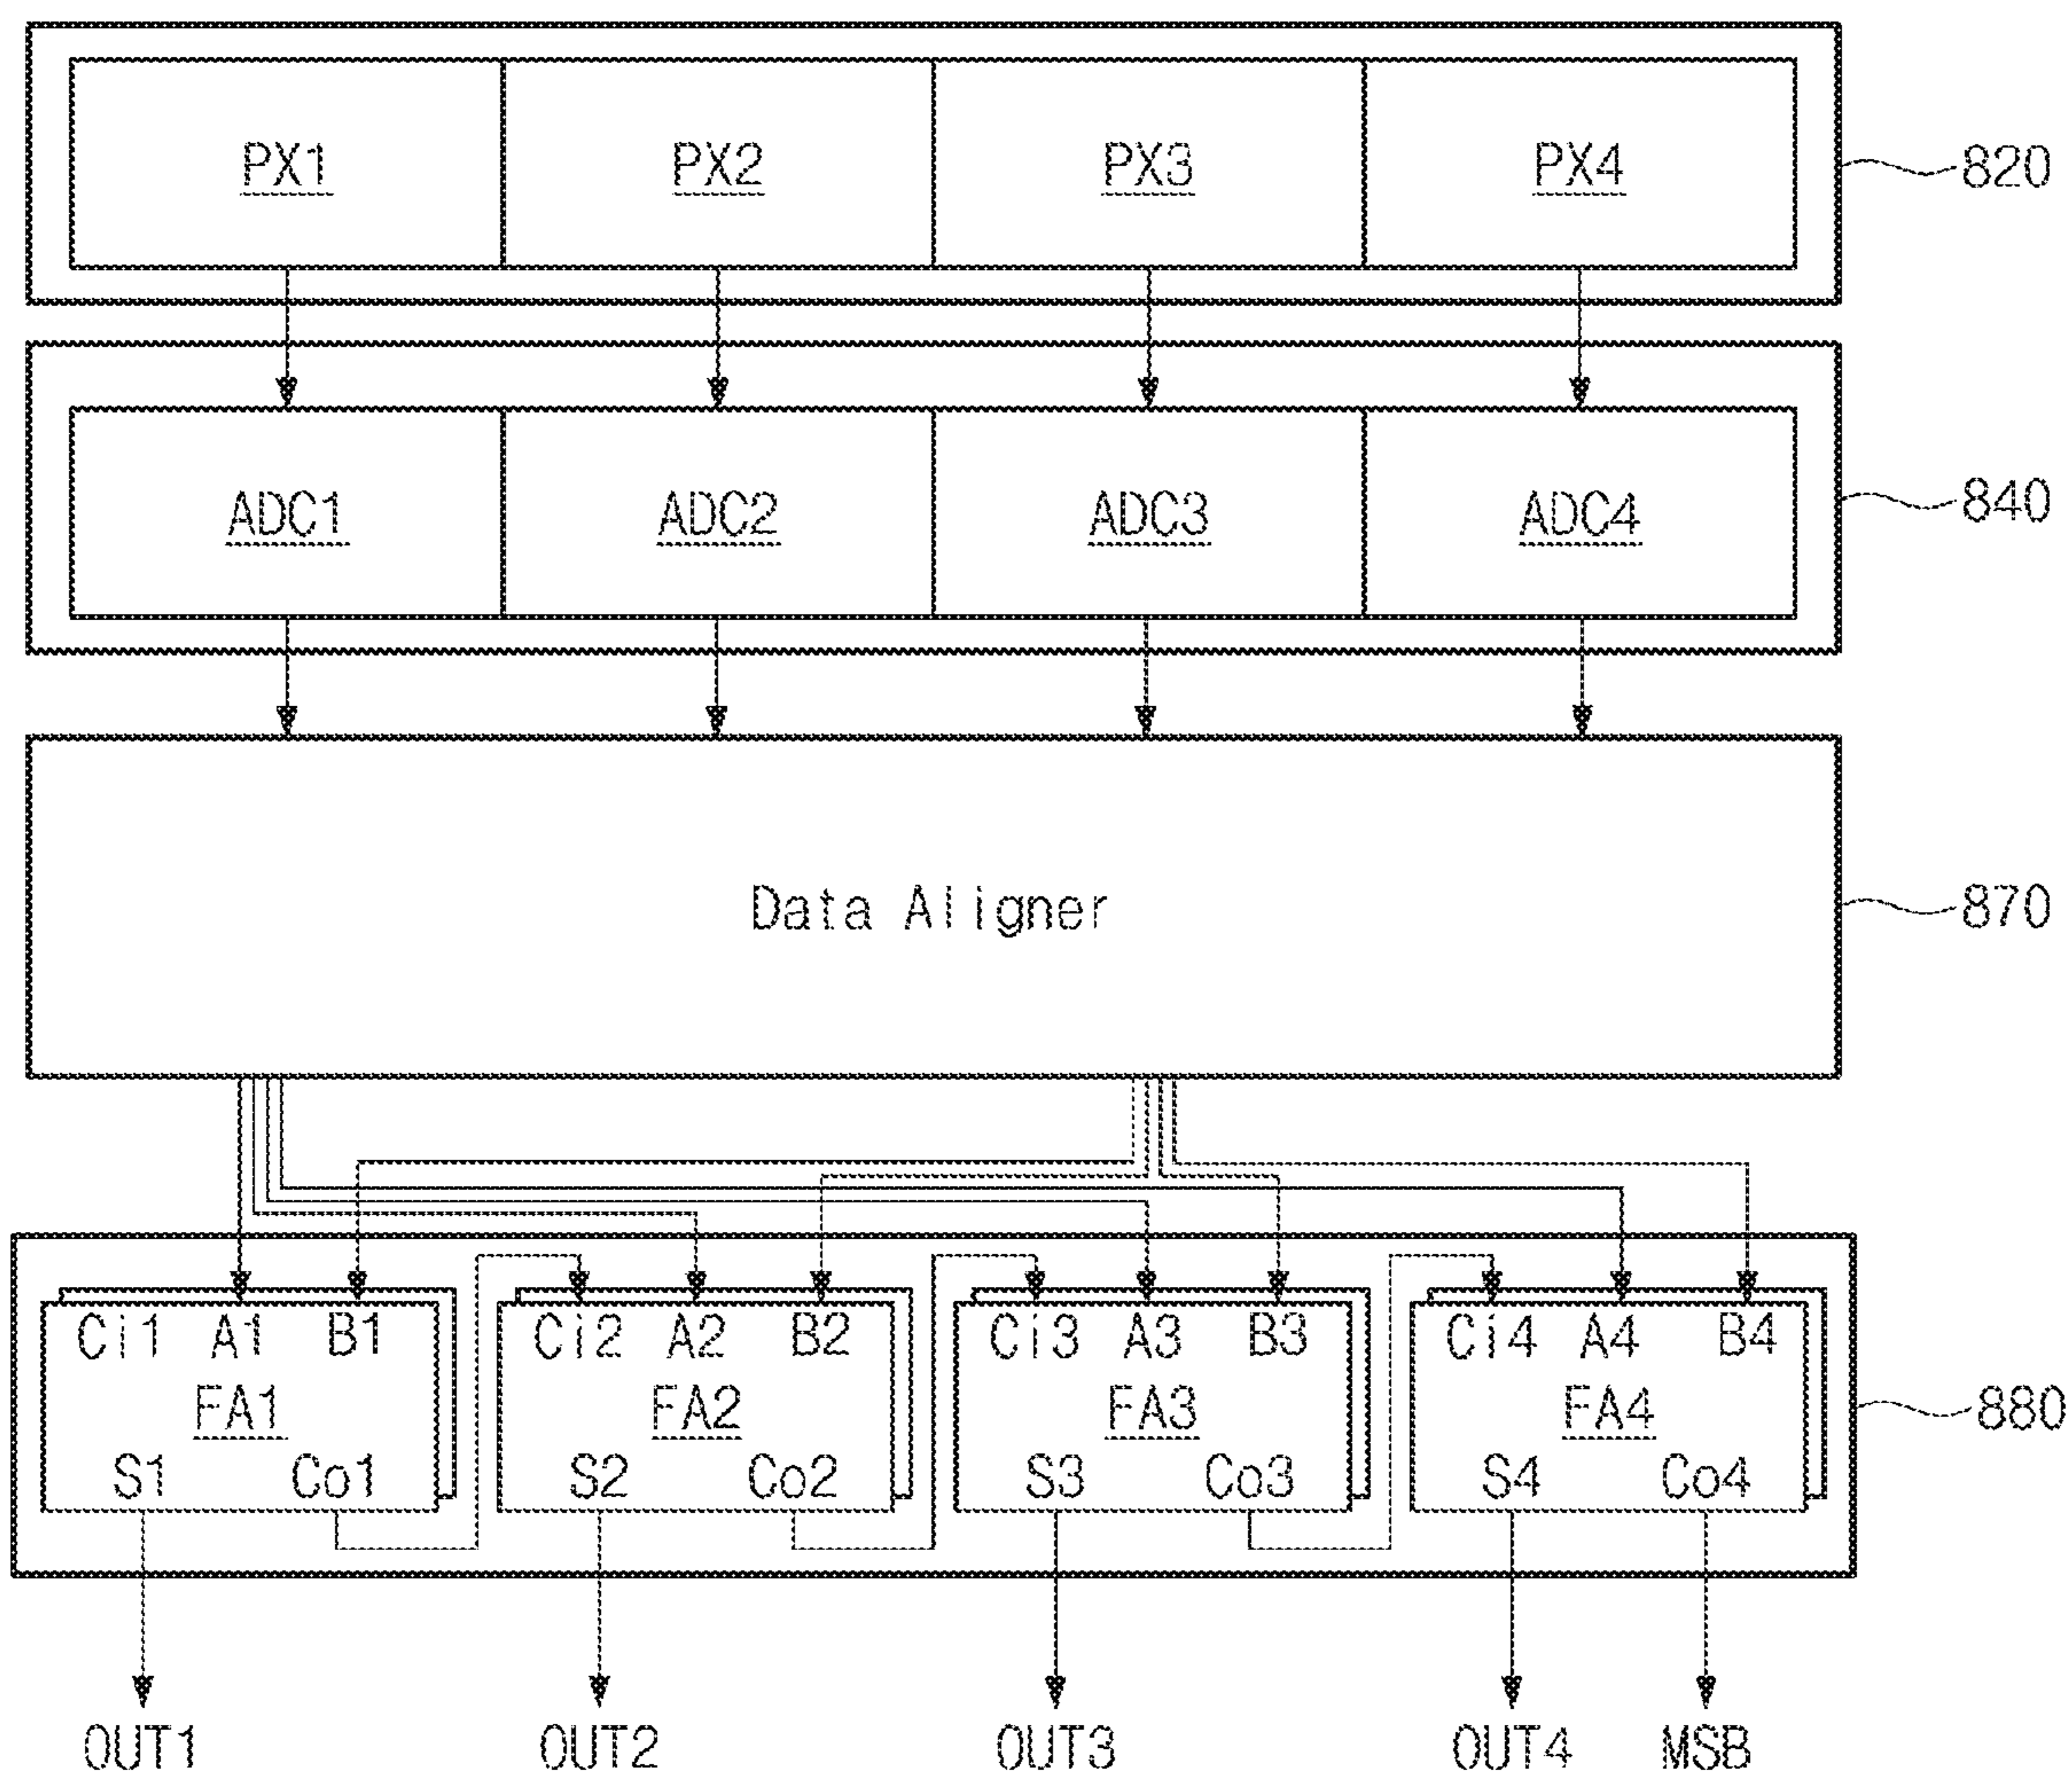 PX1 PX2 PX3 PX4 820
ADC1 ADC2 ADC3 ADC4 840
Data Aligner 870
Ci1 A1 B1 Ci2 A2 B2 Ci3 A3 B3 Ci4 A4 B4
FA1 FA2 FA3 FA4 880
S1 Co1 S2 Co2 S3 Co3 S4 Co4
OUT1 OUT2 OUT3 OUT4 MSB